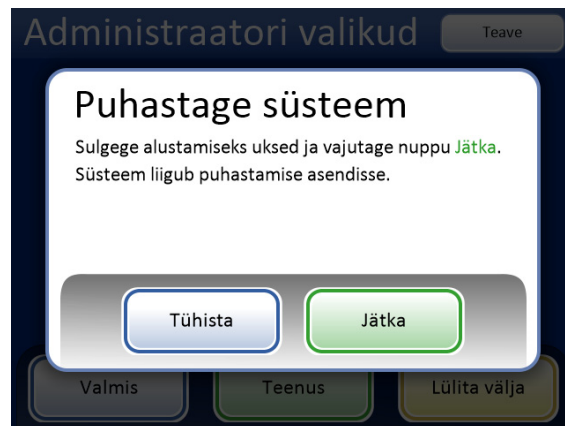 Administraatori valikud
Teave
Puhastage süsteem
Sulgege alustamiseks uksed ja vajutage nuppu Jätka.
Süsteem liigub puhastamise asendisse.
Tühista
Jätka
Valmis
Teenus
Lülita välja